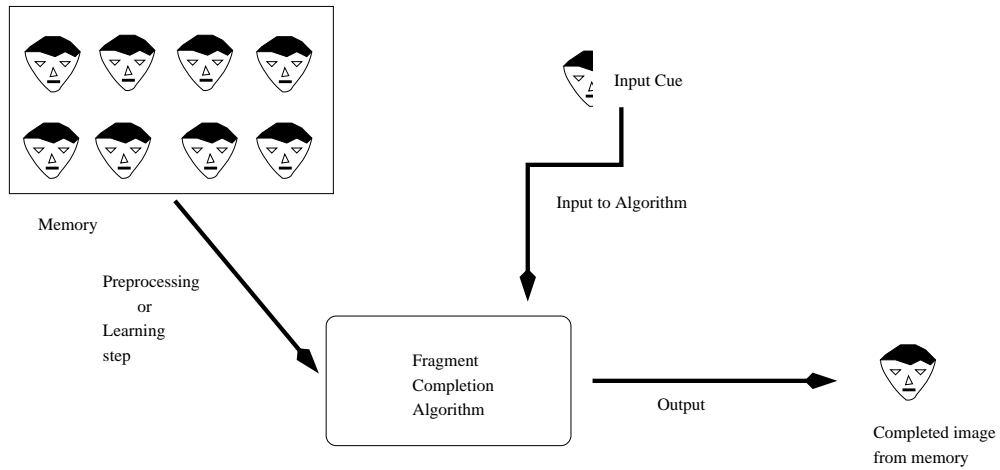 Input Cue
Input to Algorithm
Memory
Preprocessing
or
Learning
step
Fragment
Completion
Algorithm
Output
Completed image
from memory